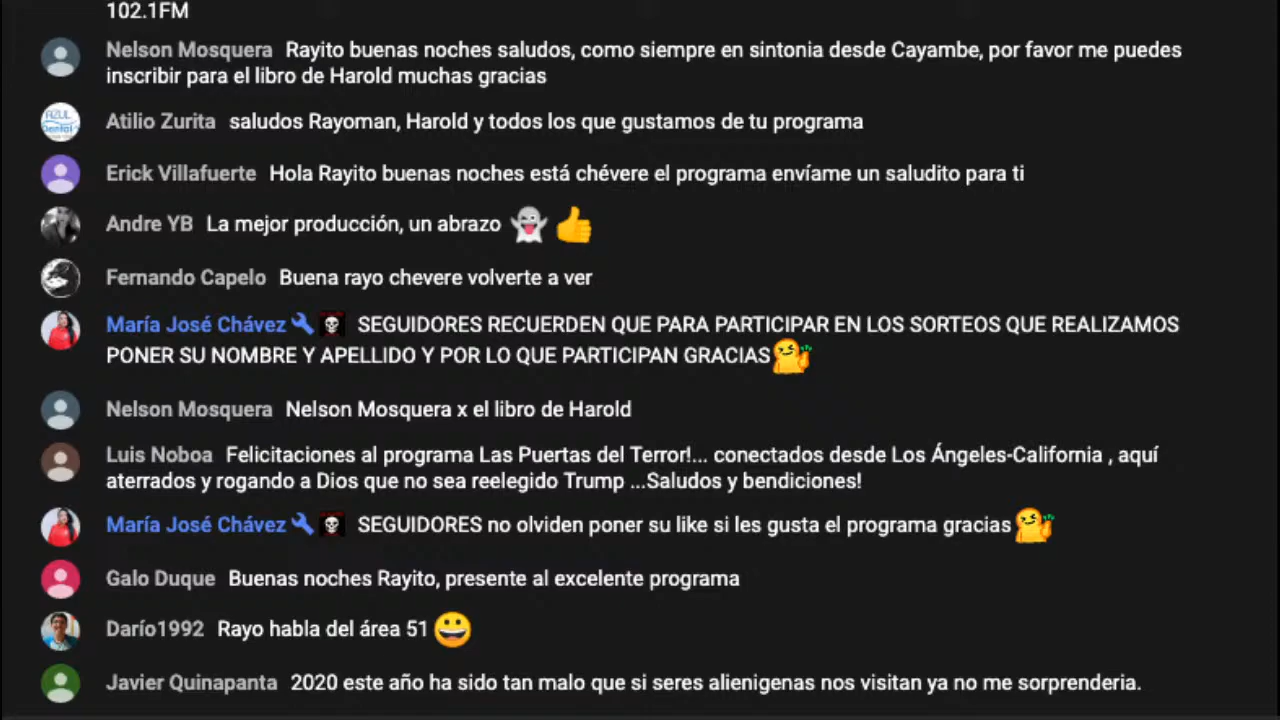 102.1FM
Nelson Mosquera Rayito buenas noches saludos, como siempre en sintonia desde Cayambe, por favor me puedes
inscribir para el libro de Harold muchas gracias
AZUL
Dental
Atilio Zurita saludos Rayoman, Harold y todos los que gustamos de tu programa
Erick Villafuerte Hola Rayito buenas noches está chévere el programa envíame un saludito para ti
Andre YB La mejor producción, un abrazo 👻 👍
Fernando Capelo Buena rayo chevere volverte a ver
María José Chávez SEGUIDORES RECUERDEN QUE PARA PARTICIPAR EN LOS SORTEOS QUE REALIZAMOS
PONER SU NOMBRE Y APELLIDO Y POR LO QUE PARTICIPAN GRACIAS
Nelson Mosquera Nelson Mosquera x el libro de Harold
Luis Noboa Felicitaciones al programa Las Puertas del Terror!... conectados desde Los Ángeles-California , aquí
aterrados y rogando a Dios que no sea reelegido Trump ...Saludos y bendiciones!
María José Chávez SEGUIDORES no olviden poner su like si les gusta el programa gracias
Galo Duque Buenas noches Rayito, presente al excelente programa
Darío1992 Rayo habla del área 51 😀
Javier Quinapanta 2020 este año ha sido tan malo que si seres alienigenas nos visitan ya no me sorprenderia.